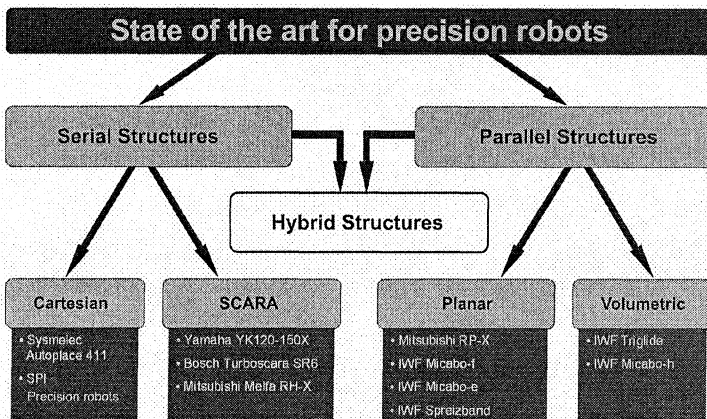 State of the art for precision robots
Serial Structures
Parallel Structures
Hybrid Structures
Cartesian
• Sysmelec
Autoplace 411
• SPI
Precision robots
SCARA
• Yamaha YK120-150X
• Bosch Turboscara SR6
• Mitsubishi Melfa RH-X
Planar
• Mitsubishi RP-X
• IWF Micabo-f
• IWF Micabo-e
• IWF Spreizband
Volumetric
• IWF Triglide
• IWF Micabo-h